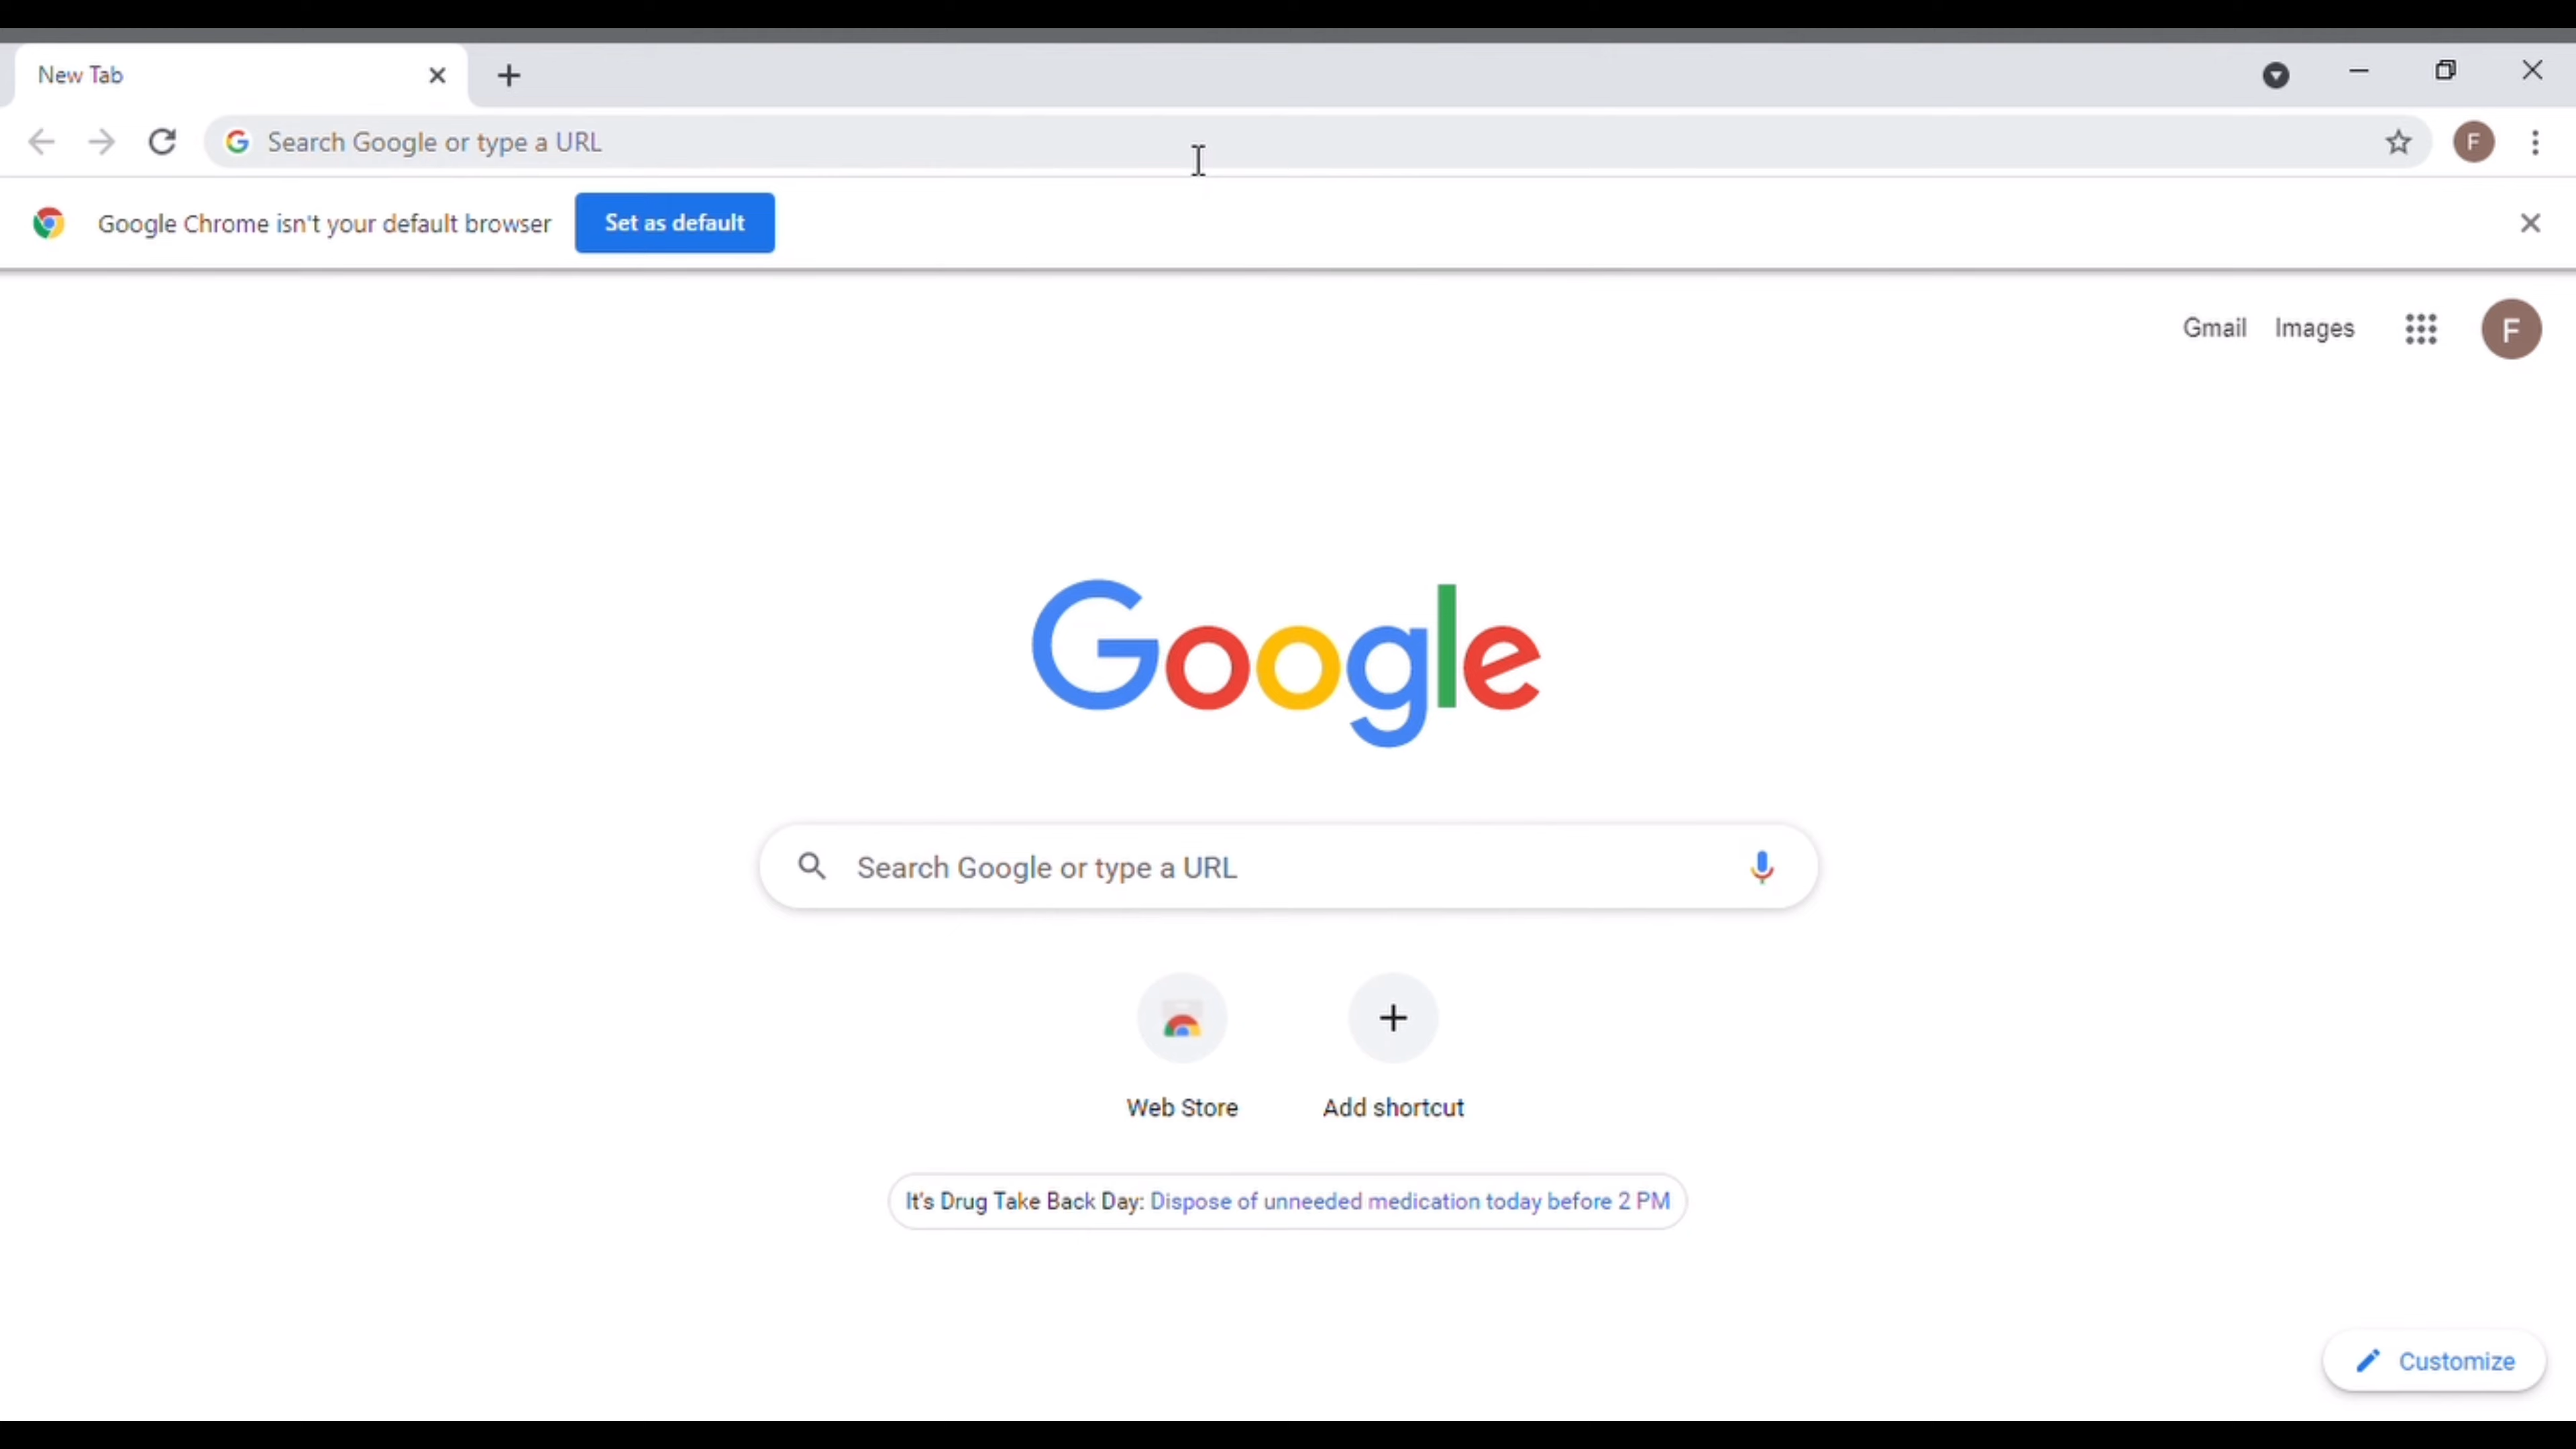 New Tab
Search Google or type a URL
F
Google Chrome isn't your default browser
Set as default
Gmail
Images
F
Google
Search Google or type a URL
Web Store
Add shortcut
It's Drug Take Back Day: Dispose of unneeded medication today before 2 PM
Customize